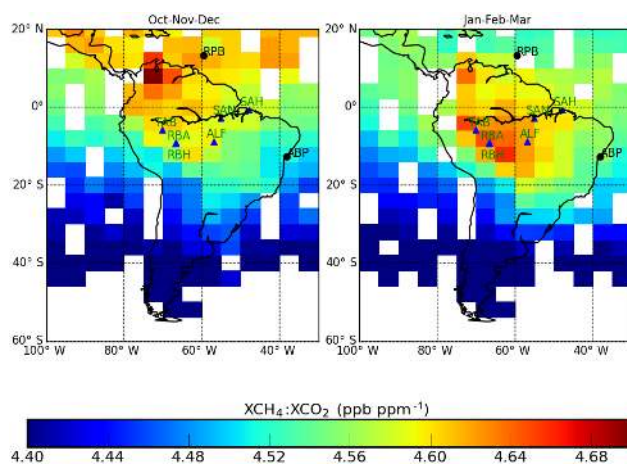 Oct-Nov-Dec
Jan-Feb-Mar
20° N
20° N
RPB
RPB
SAH
SAH
0°
0°
SAN
SAN
TAB
TAB
RBA
ALF
RBA
ALF
RBH
RBH
ABP
ABP
20° S
20° S
40° S
40° S
60° S
60° S
100° W
80° W
60° W
40° W
100° W
80° W
60° W
40° W
XCH₄:XCO₂ (ppb ppm⁻¹)
4.40
4.44
4.48
4.52
4.56
4.60
4.64
4.68